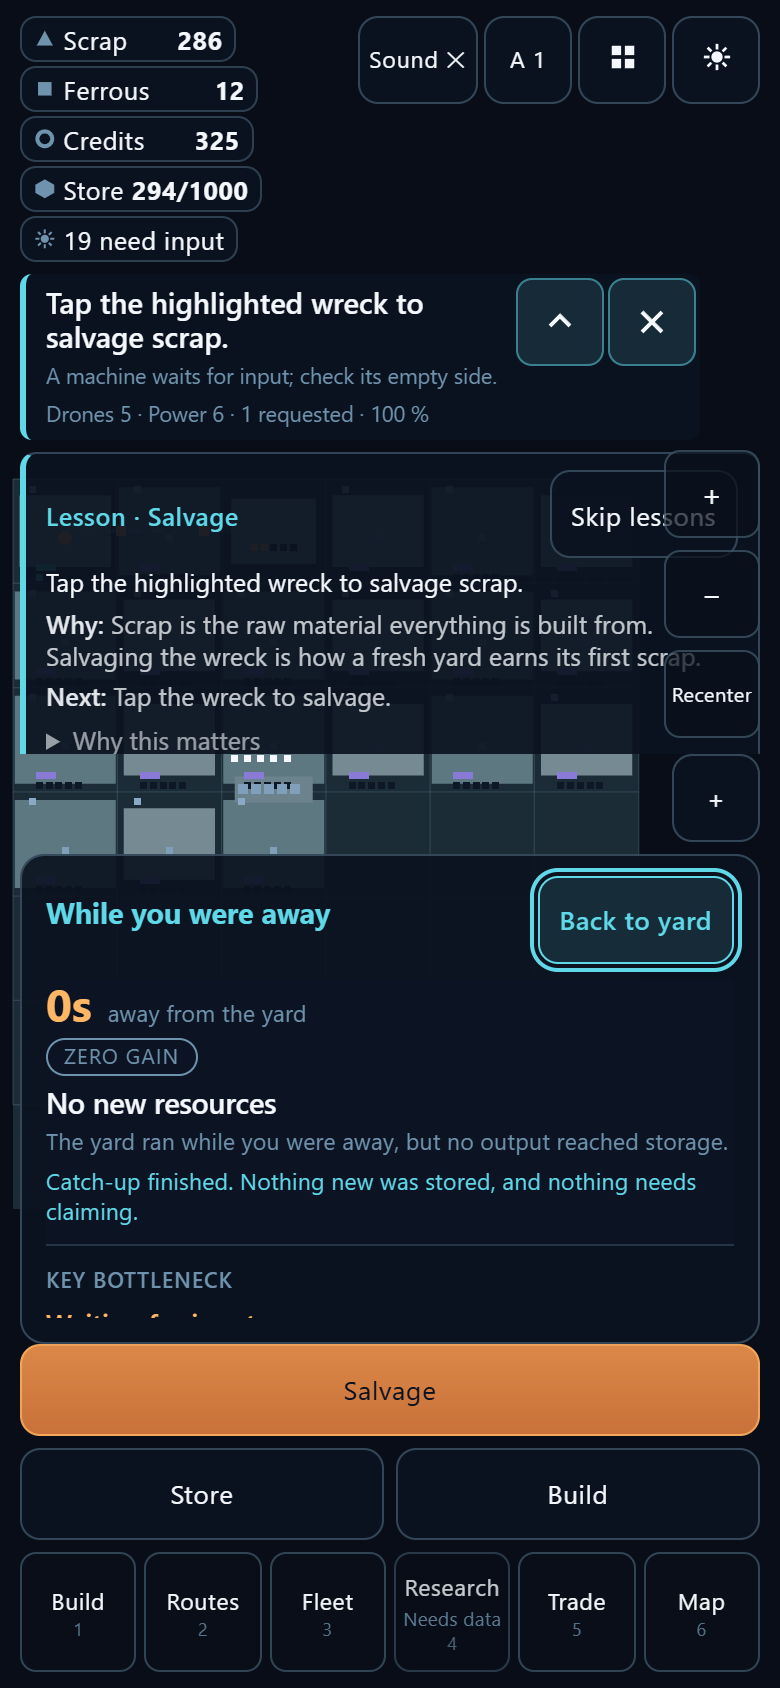 Scrap 286
Sound A 1
Ferrous 12
Credits 325
Store 294/1000
19 need input
Tap the highlighted wreck to
salvage scrap.
A machine waits for input; check its empty side.
Drones 5 · Power 6 · 1 requested · 100 %
Lesson · Salvage
Skip lessons
+
Tap the highlighted wreck to salvage scrap.
−
Why: Scrap is the raw material everything is built from.
Salvaging the wreck is how a fresh yard earns its first scrap.
Recenter
Next: Tap the wreck to salvage.
Why this matters
+
While you were away
Back to yard
0s away from the yard
ZERO GAIN
No new resources
The yard ran while you were away, but no output reached storage.
Catch-up finished. Nothing new was stored, and nothing needs
claiming.
KEY BOTTLENECK
Salvage
Store Build
Build Routes Fleet Research Trade Map
Needs data
1 2 3 4 5 6